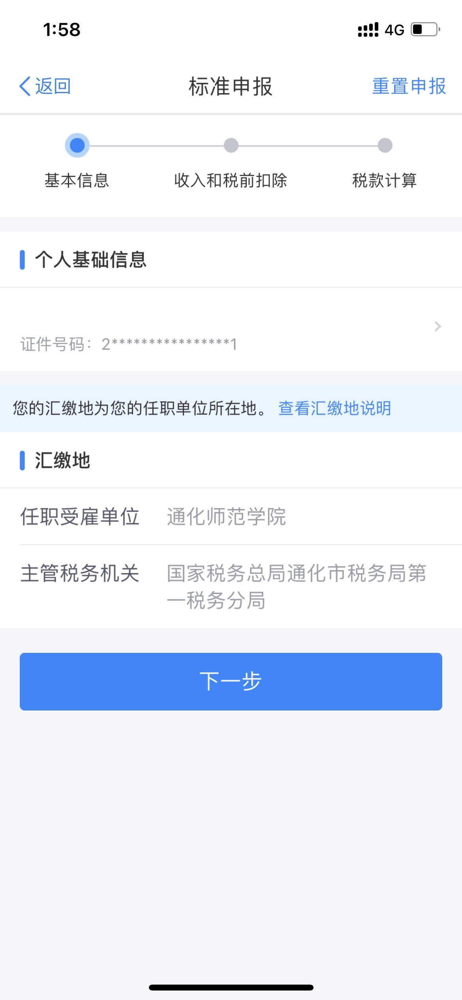 1:58 4G
返回 标准申报 重置申报
基本信息 收入和税前扣除 税款计算
个人基础信息
证件号码：2****************1
您的汇缴地为您的任职单位所在地。 查看汇缴地说明
汇缴地
任职受雇单位 通化师范学院
主管税务机关 国家税务总局通化市税务局第
一税务分局
下一步